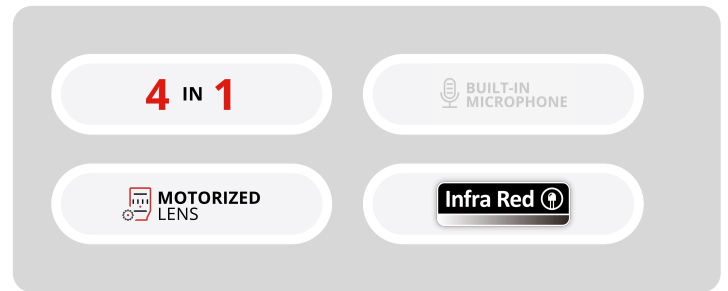 4 IN 1
BUILT-IN
MICROPHONE
MOTORIZED
LENS
Infra Red